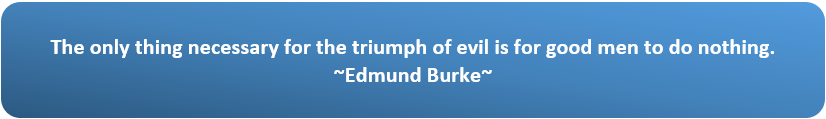 The only thing necessary for the triumph of evil is for good men to do nothing.
~Edmund Burke~